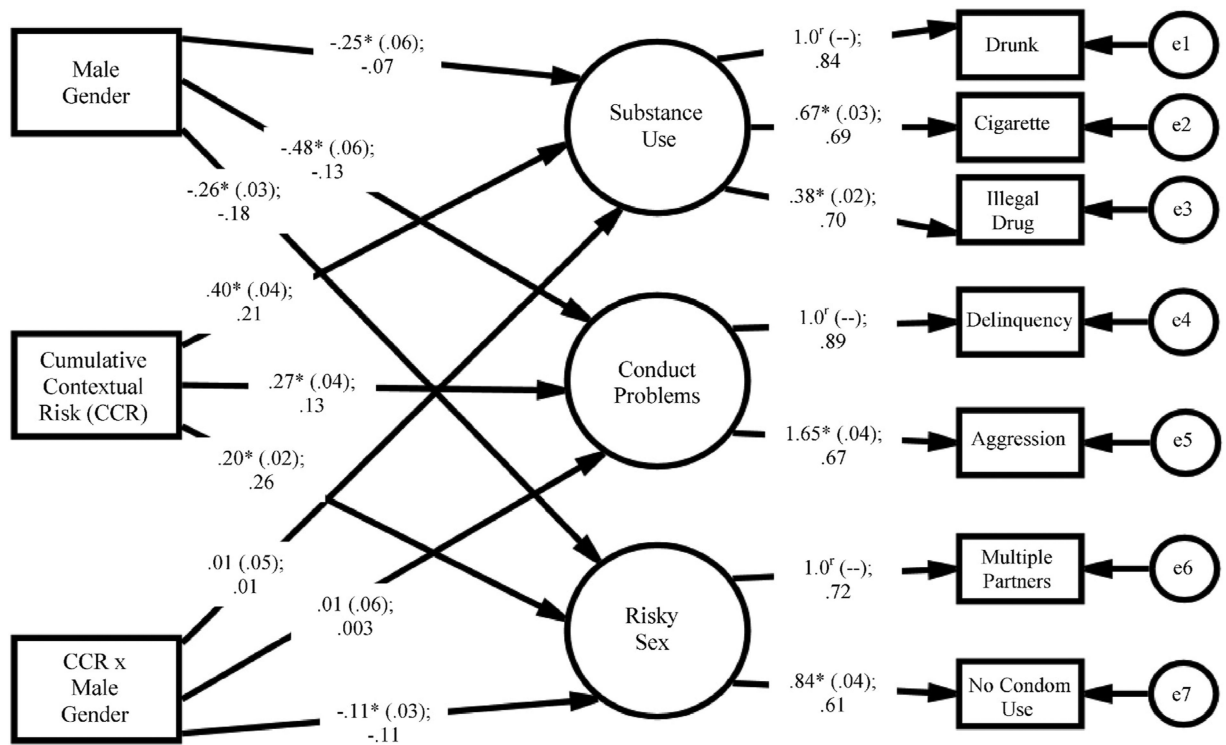 Male
Gender
Cumulative
Contextual
Risk (CCR)
CCR x
Male
Gender
-.25* (.06);
-.07
-.48* (.06);
-.13
-.26* (.03);
-.18
.40* (.04);
.21
.27* (.04);
.13
.20* (.02);
.26
.01 (.05);
.01
.01 (.06);
.003
-.11* (.03);
-.11
Substance
Use
Conduct
Problems
Risky
Sex
1.0ʳ (--);
.84
.67* (.03);
.69
.38* (.02);
.70
1.0ʳ (--);
.89
1.65* (.04);
.67
1.0ʳ (--);
.72
.84* (.04);
.61
Drunk
Cigarette
Illegal
Drug
Delinquency
Aggression
Multiple
Partners
No Condom
Use
e1
e2
e3
e4
e5
e6
e7